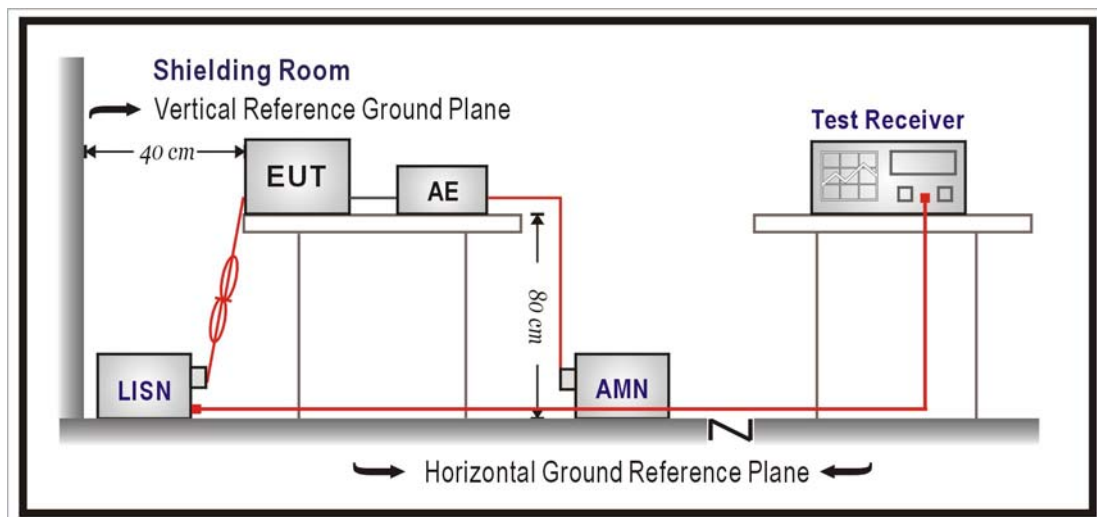 Shielding Room
Vertical Reference Ground Plane
Test Receiver
40 cm
EUT
AE
80 cm
LISN
AMN
Horizontal Ground Reference Plane